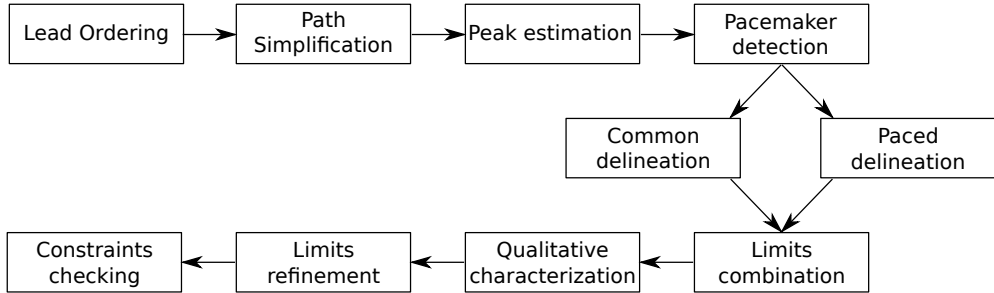 Lead Ordering
Path
Simplification
Peak estimation
Pacemaker
detection
Common
delineation
Paced
delineation
Constraints
checking
Limits
refinement
Qualitative
characterization
Limits
combination